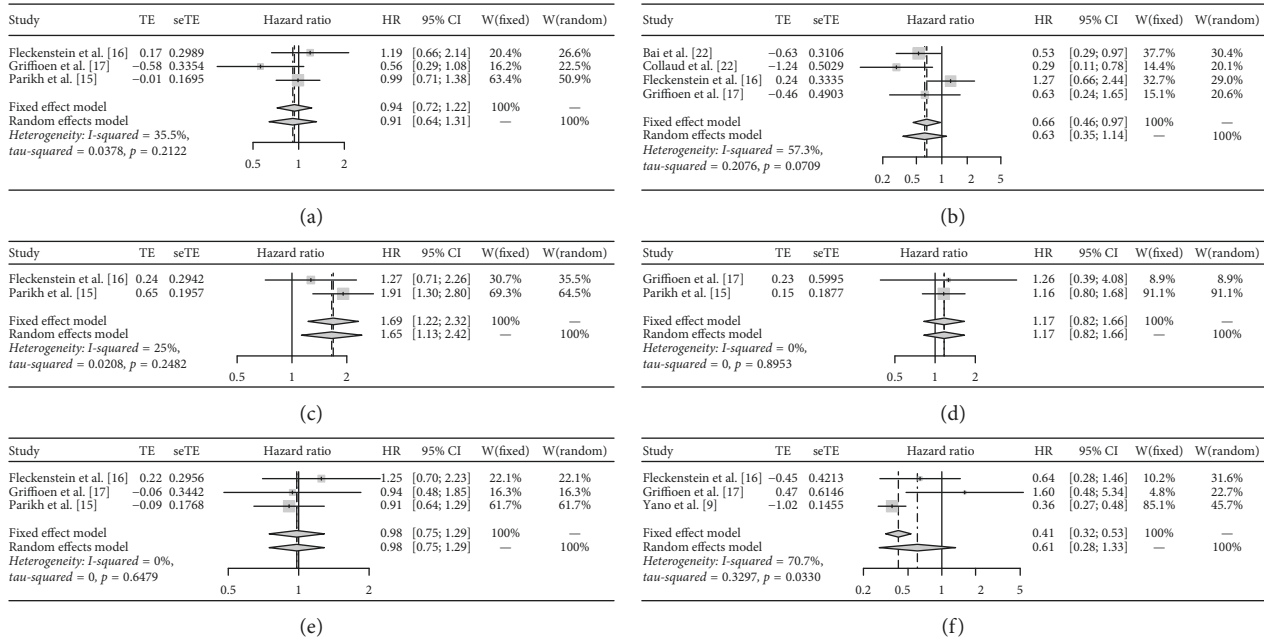 Study TE seTE Hazard ratio HR 95% CI W(fixed) W(random)
Fleckenstein et al. [16] 0.17 0.2989 1.19 [0.66; 2.14] 20.4% 26.6%
Griffioen et al. [17] −0.58 0.3354 0.56 [0.29; 1.08] 16.2% 22.5%
Parikh et al. [15] −0.01 0.1695 0.99 [0.71; 1.38] 63.4% 50.9%
Fixed effect model 0.94 [0.72; 1.22] 100% —
Random effects model 0.91 [0.64; 1.31] — 100%
Heterogeneity: I-squared = 35.5%,
tau-squared = 0.0378, p = 0.2122
0.5 1 2
(a)
Study TE seTE Hazard ratio HR 95% CI W(fixed) W(random)
Bai et al. [22] −0.63 0.3106 0.53 [0.29; 0.97] 37.7% 30.4%
Collaud et al. [22] −1.24 0.5029 0.29 [0.11; 0.78] 14.4% 20.1%
Fleckenstein et al. [16] 0.24 0.3335 1.27 [0.66; 2.44] 32.7% 29.0%
Griffioen et al. [17] −0.46 0.4903 0.63 [0.24; 1.65] 15.1% 20.6%
Fixed effect model 0.66 [0.46; 0.97] 100% —
Random effects model 0.63 [0.35; 1.14] — 100%
Heterogeneity: I-squared = 57.3%,
tau-squared = 0.2076, p = 0.0709
0.2 0.5 1 2 5
(b)
Study TE seTE Hazard ratio HR 95% CI W(fixed) W(random)
Fleckenstein et al. [16] 0.24 0.2942 1.27 [0.71; 2.26] 30.7% 35.5%
Parikh et al. [15] 0.65 0.1957 1.91 [1.30; 2.80] 69.3% 64.5%
Fixed effect model 1.69 [1.22; 2.32] 100% —
Random effects model 1.65 [1.13; 2.42] — 100%
Heterogeneity: I-squared = 25%,
tau-squared = 0.0208, p = 0.2482
0.5 1 2
(c)
Study TE seTE Hazard ratio HR 95% CI W(fixed) W(random)
Griffioen et al. [17] 0.23 0.5995 1.26 [0.39; 4.08] 8.9% 8.9%
Parikh et al. [15] 0.15 0.1877 1.16 [0.80; 1.68] 91.1% 91.1%
Fixed effect model 1.17 [0.82; 1.66] 100% —
Random effects model 1.17 [0.82; 1.66] — 100%
Heterogeneity: I-squared = 0%,
tau-squared = 0, p = 0.8953
0.5 1 2
(d)
Study TE seTE Hazard ratio HR 95% CI W(fixed) W(random)
Fleckenstein et al. [16] 0.22 0.2956 1.25 [0.70; 2.23] 22.1% 22.1%
Griffioen et al. [17] −0.06 0.3442 0.94 [0.48; 1.85] 16.3% 16.3%
Parikh et al. [15] −0.09 0.1768 0.91 [0.64; 1.29] 61.7% 61.7%
Fixed effect model 0.98 [0.75; 1.29] 100% —
Random effects model 0.98 [0.75; 1.29] — 100%
Heterogeneity: I-squared = 0%,
tau-squared = 0, p = 0.6479
0.5 1 2
(e)
Study TE seTE Hazard ratio HR 95% CI W(fixed) W(random)
Fleckenstein et al. [16] −0.45 0.4213 0.64 [0.28; 1.46] 10.2% 31.6%
Griffioen et al. [17] 0.47 0.6146 1.60 [0.48; 5.34] 4.8% 22.7%
Yano et al. [9] −1.02 0.1455 0.36 [0.27; 0.48] 85.1% 45.7%
Fixed effect model 0.41 [0.32; 0.53] 100% —
Random effects model 0.61 [0.28; 1.33] — 100%
Heterogeneity: I-squared = 70.7%,
tau-squared = 0.3297, p = 0.0330
0.2 0.5 1 2 5
(f)